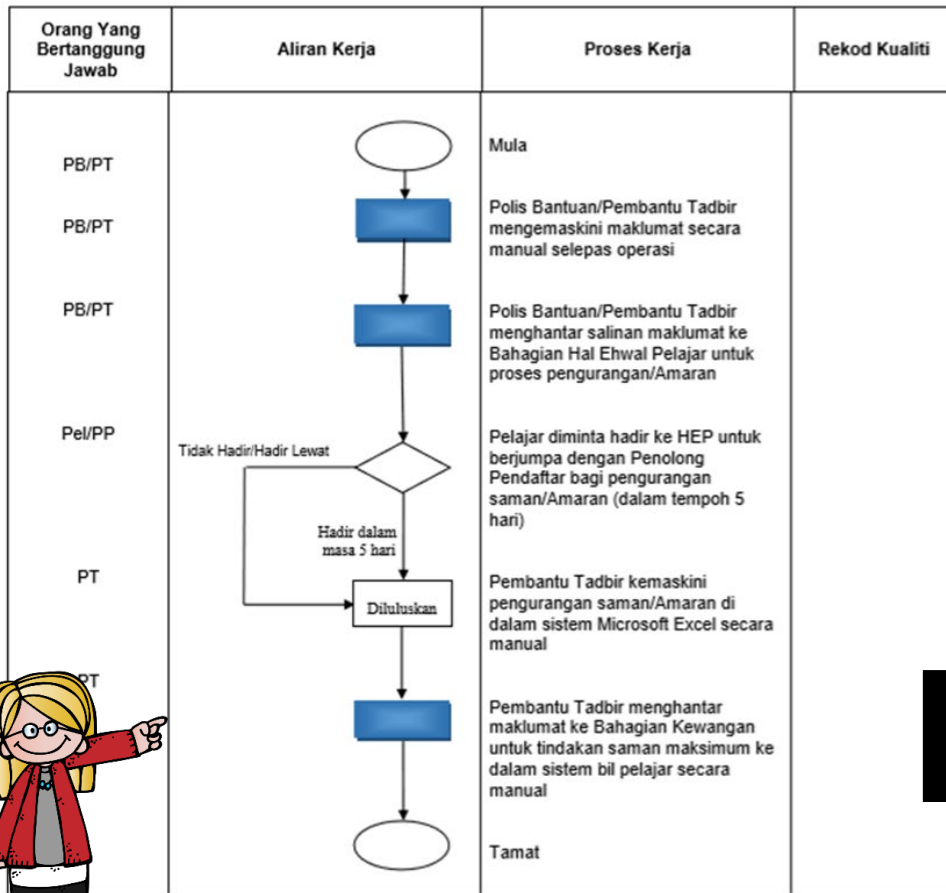 Orang Yang
Bertanggung
Jawab
Aliran Kerja
Proses Kerja
Rekod Kualiti
PB/PT
Mula
PB/PT
Polis Bantuan/Pembantu Tadbir
mengemaskini maklumat secara
manual selepas operasi
PB/PT
Polis Bantuan/Pembantu Tadbir
menghantar salinan maklumat ke
Bahagian Hal Ehwal Pelajar untuk
proses pengurangan/Amaran
Pel/PP
Tidak Hadir/Hadir Lewat
Hadir dalam
masa 5 hari
Pelajar diminta hadir ke HEP untuk
berjumpa dengan Penolong
Pendaftar bagi pengurangan
saman/Amaran (dalam tempoh 5
hari)
PT
Diluluskan
Pembantu Tadbir kemaskini
pengurangan saman/Amaran di
dalam sistem Microsoft Excel secara
manual
PT
Pembantu Tadbir menghantar
maklumat ke Bahagian Kewangan
untuk tindakan saman maksimum ke
dalam sistem bil pelajar secara
manual
Tamat